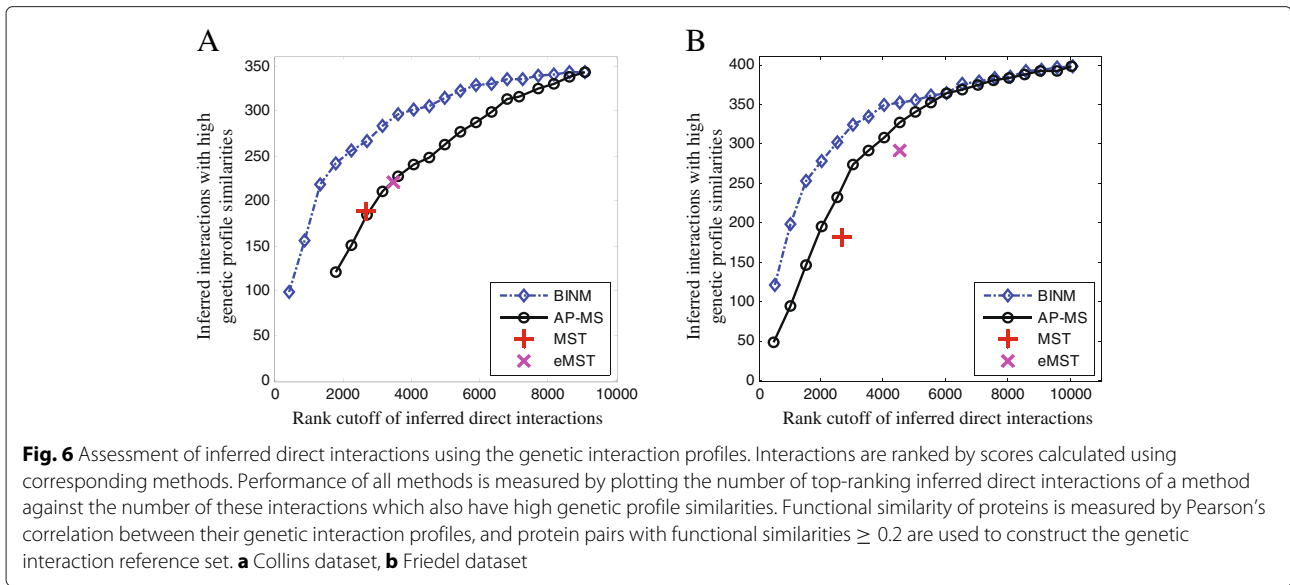 A
Inferred interactions with high
genetic profile similarities
350
300
250
200
150
100
50
0
0 2000 4000 6000 8000 10000
Rank cutoff of inferred direct interactions
BINM
AP-MS
MST
eMST
B
Inferred interactions with high
genetic profile similarities
400
350
300
250
200
150
100
50
0
0 2000 4000 6000 8000 10000
Rank cutoff of inferred direct interactions
BINM
AP-MS
MST
eMST
Fig. 6 Assessment of inferred direct interactions using the genetic interaction profiles. Interactions are ranked by scores calculated using
corresponding methods. Performance of all methods is measured by plotting the number of top-ranking inferred direct interactions of a method
against the number of these interactions which also have high genetic profile similarities. Functional similarity of proteins is measured by Pearson's
correlation between their genetic interaction profiles, and protein pairs with functional similarities ≥ 0.2 are used to construct the genetic
interaction reference set. a Collins dataset, b Friedel dataset